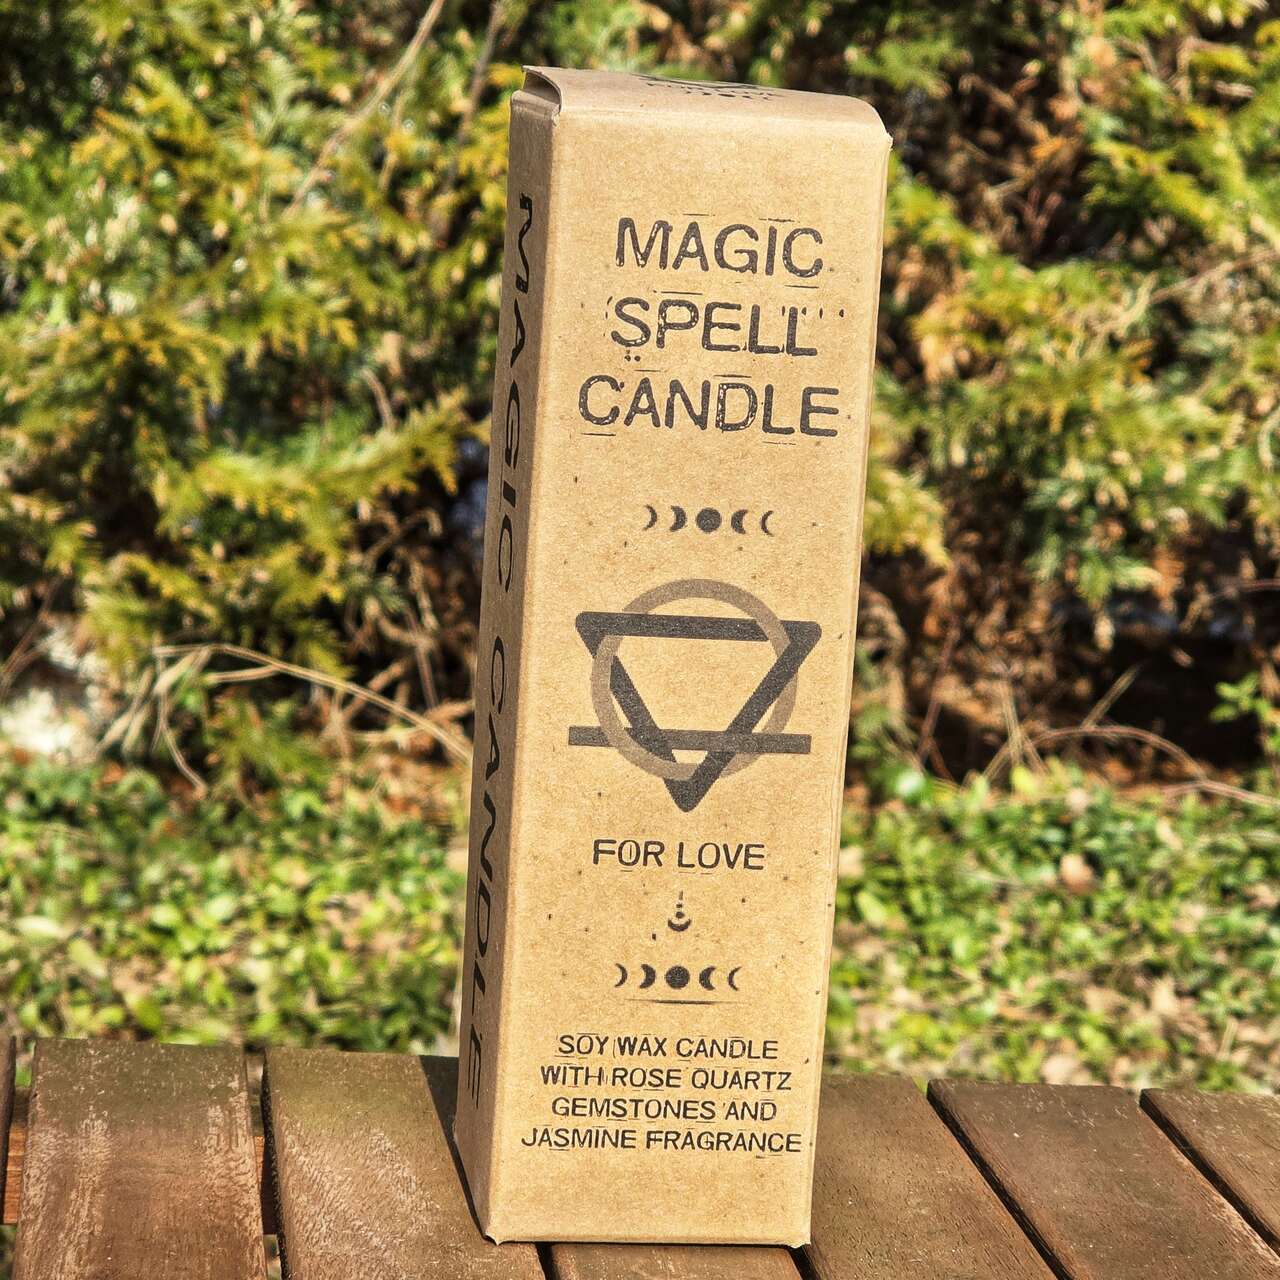 MAGIC
SPELL
CANDLE
FOR LOVE
SOY WAX CANDLE
WITH ROSE QUARTZ
GEMSTONES AND
JASMINE FRAGRANCE
MAGIC CANDLE